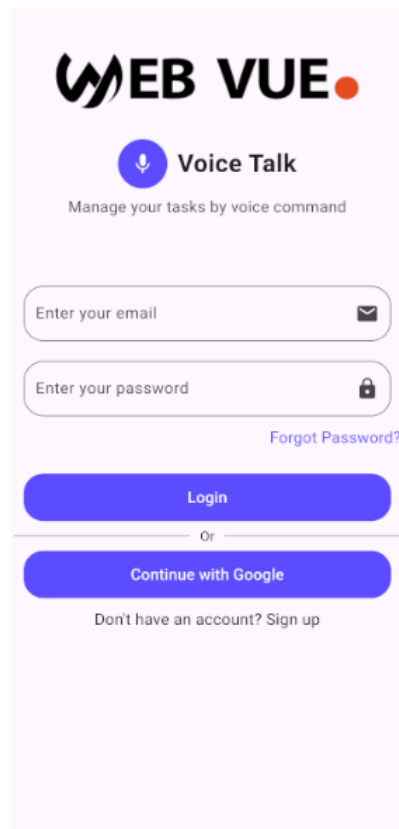 WEB VUE.
Voice Talk
Manage your tasks by voice command
Enter your email
Enter your password
Forgot Password?
Login
Or
Continue with Google
Don't have an account? Sign up